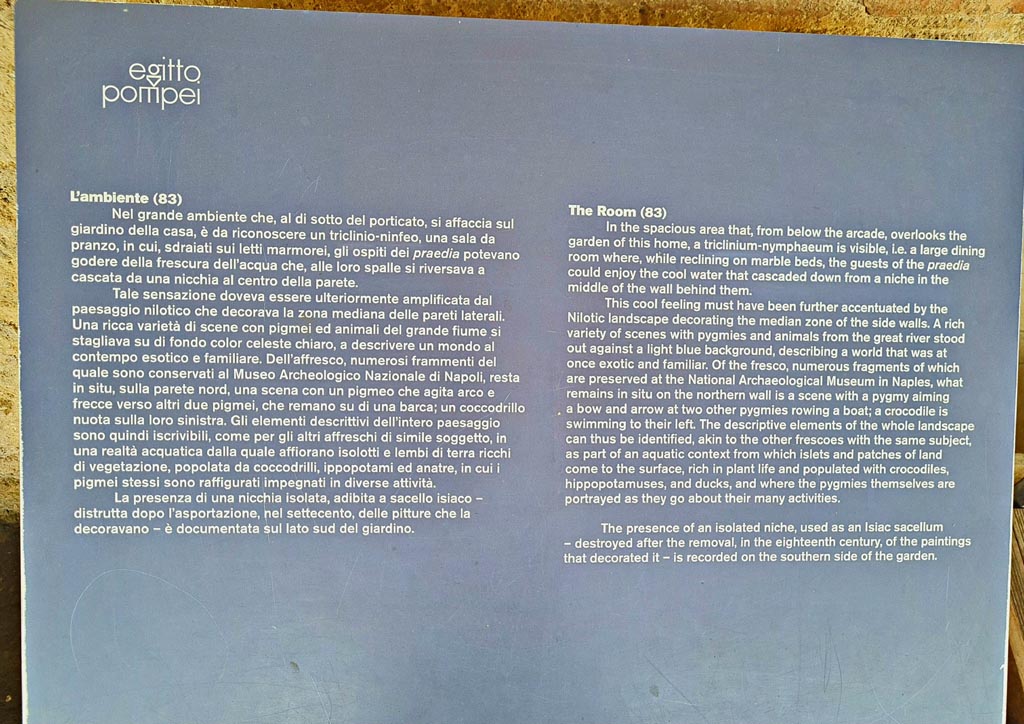 egitto
pompei
L'ambiente (83)
Nel grande ambiente che, al di sotto del porticato, si affaccia sul
giardino della casa, è da riconoscere un triclinio-ninfeo, una sala da
pranzo, in cui, sdraiati sui letti marmorei, gli ospiti dei praedia potevano
godere della frescura dell'acqua che, alle loro spalle si riversava a
cascata da una nicchia al centro della parete.
Tale sensazione doveva essere ulteriormente amplificata dal
paesaggio nilotico che decorava la zona mediana delle pareti laterali.
Una ricca varietà di scene con pigmei ed animali del grande fiume si
stagliava su di fondo color celeste chiaro, a descrivere un mondo al
contempo esotico e familiare. Dell'affresco, numerosi frammenti del
quale sono conservati al Museo Archeologico Nazionale di Napoli, resta
in situ, sulla parete nord, una scena con un pigmeo che agita arco e
frecce verso altri due pigmei, che remano su di una barca; un coccodrillo
nuota sulla loro sinistra. Gli elementi descrittivi dell'intero paesaggio
sono quindi iscrivibili, come per gli altri affreschi di simile soggetto, in
una realtà acquatica dalla quale affiorano isolotti e lembi di terra ricchi
di vegetazione, popolata da coccodrilli, ippopotami ed anatre, in cui i
pigmei stessi sono raffigurati impegnati in diverse attività.
La presenza di una nicchia isolata, adibita a sacello isiaco –
distrutta dopo l'asportazione, nel settecento, delle pitture che la
decoravano – è documentata sul lato sud del giardino.
The Room (83)
In the spacious area that, from below the arcade, overlooks the
garden of this home, a triclinium-nymphaeum is visible, i.e. a large dining
room where, while reclining on marble beds, the guests of the praedia
could enjoy the cool water that cascaded down from a niche in the
middle of the wall behind them.
This cool feeling must have been further accentuated by the
Nilotic landscape decorating the median zone of the side walls. A rich
variety of scenes with pygmies and animals from the great river stood
out against a light blue background, describing a world that was at
once exotic and familiar. Of the fresco, numerous fragments of which
are preserved at the National Archaeological Museum in Naples, what
remains in situ on the northern wall is a scene with a pygmy aiming
a bow and arrow at two other pygmies rowing a boat; a crocodile is
swimming to their left. The descriptive elements of the whole landscape
can thus be identified, akin to the other frescoes with the same subject,
as part of an aquatic context from which islets and patches of land
come to the surface, rich in plant life and populated with crocodiles,
hippopotamuses, and ducks, and where the pygmies themselves are
portrayed as they go about their many activities.
The presence of an isolated niche, used as an Isiac sacellum
– destroyed after the removal, in the eighteenth century, of the paintings
that decorated it – is recorded on the southern side of the garden.